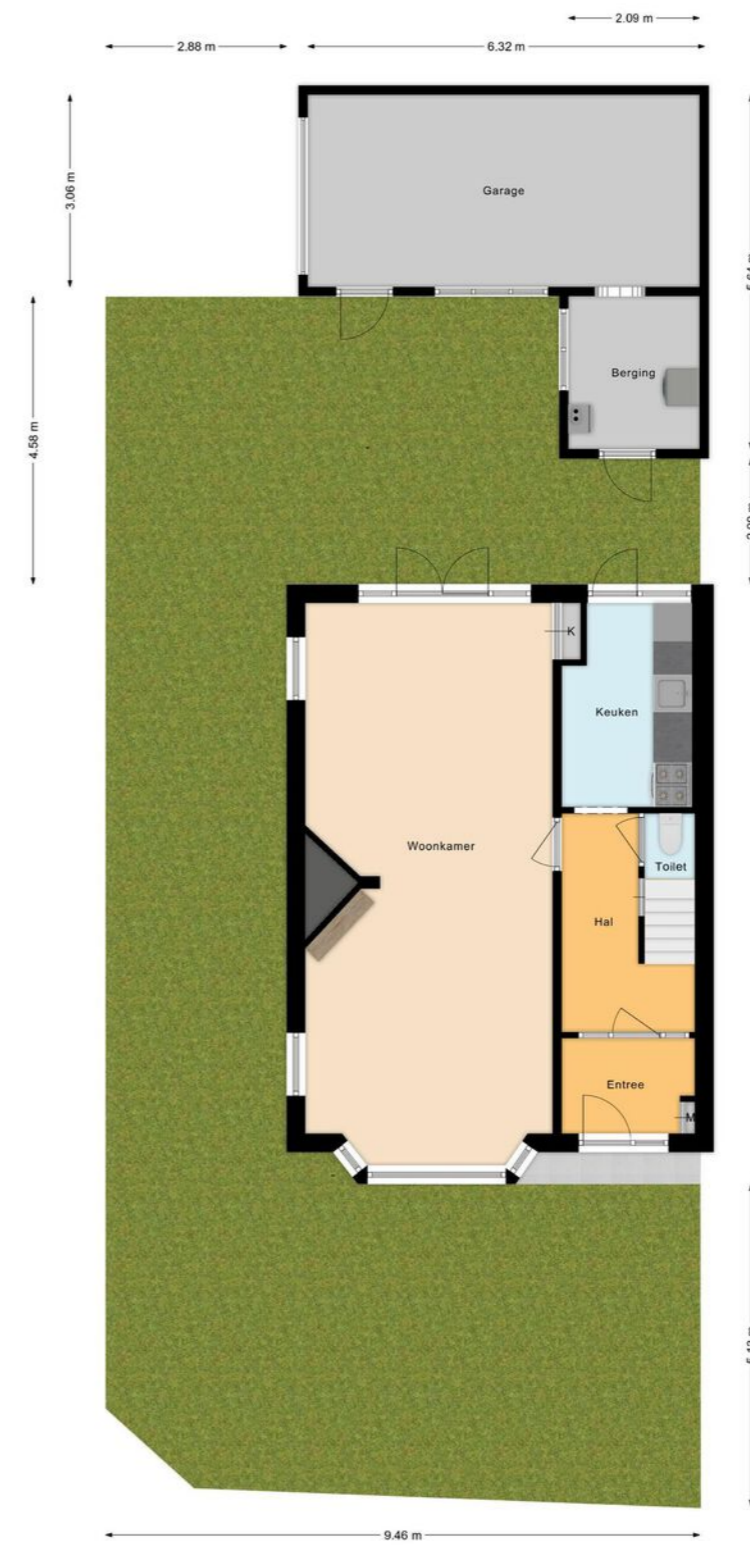 2.09 m
2.88 m
6.32 m
3.06 m
Garage
Berging
4.58 m
K
Keuken
Woonkamer
Toilet
Hal
Entree
M
9.46 m